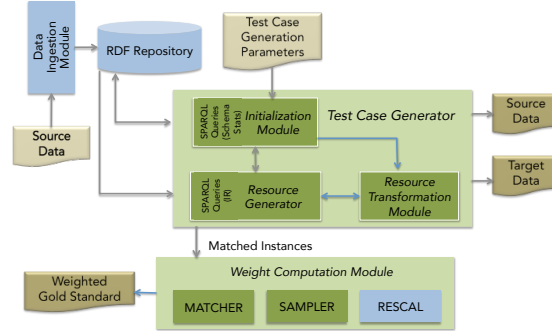 Data
Ingestion
Module
RDF Repository
Test Case
Generation
Parameters
Source
Data
SPARQL
Queries
(Schema
Stats)
Initialization
Module
Test Case Generator
SPARQL
Queries
(IR)
Resource
Generator
Resource
Transformation
Module
Source
Data
Target
Data
Matched Instances
Weight Computation Module
Weighted
Gold Standard
MATCHER
SAMPLER
RESCAL